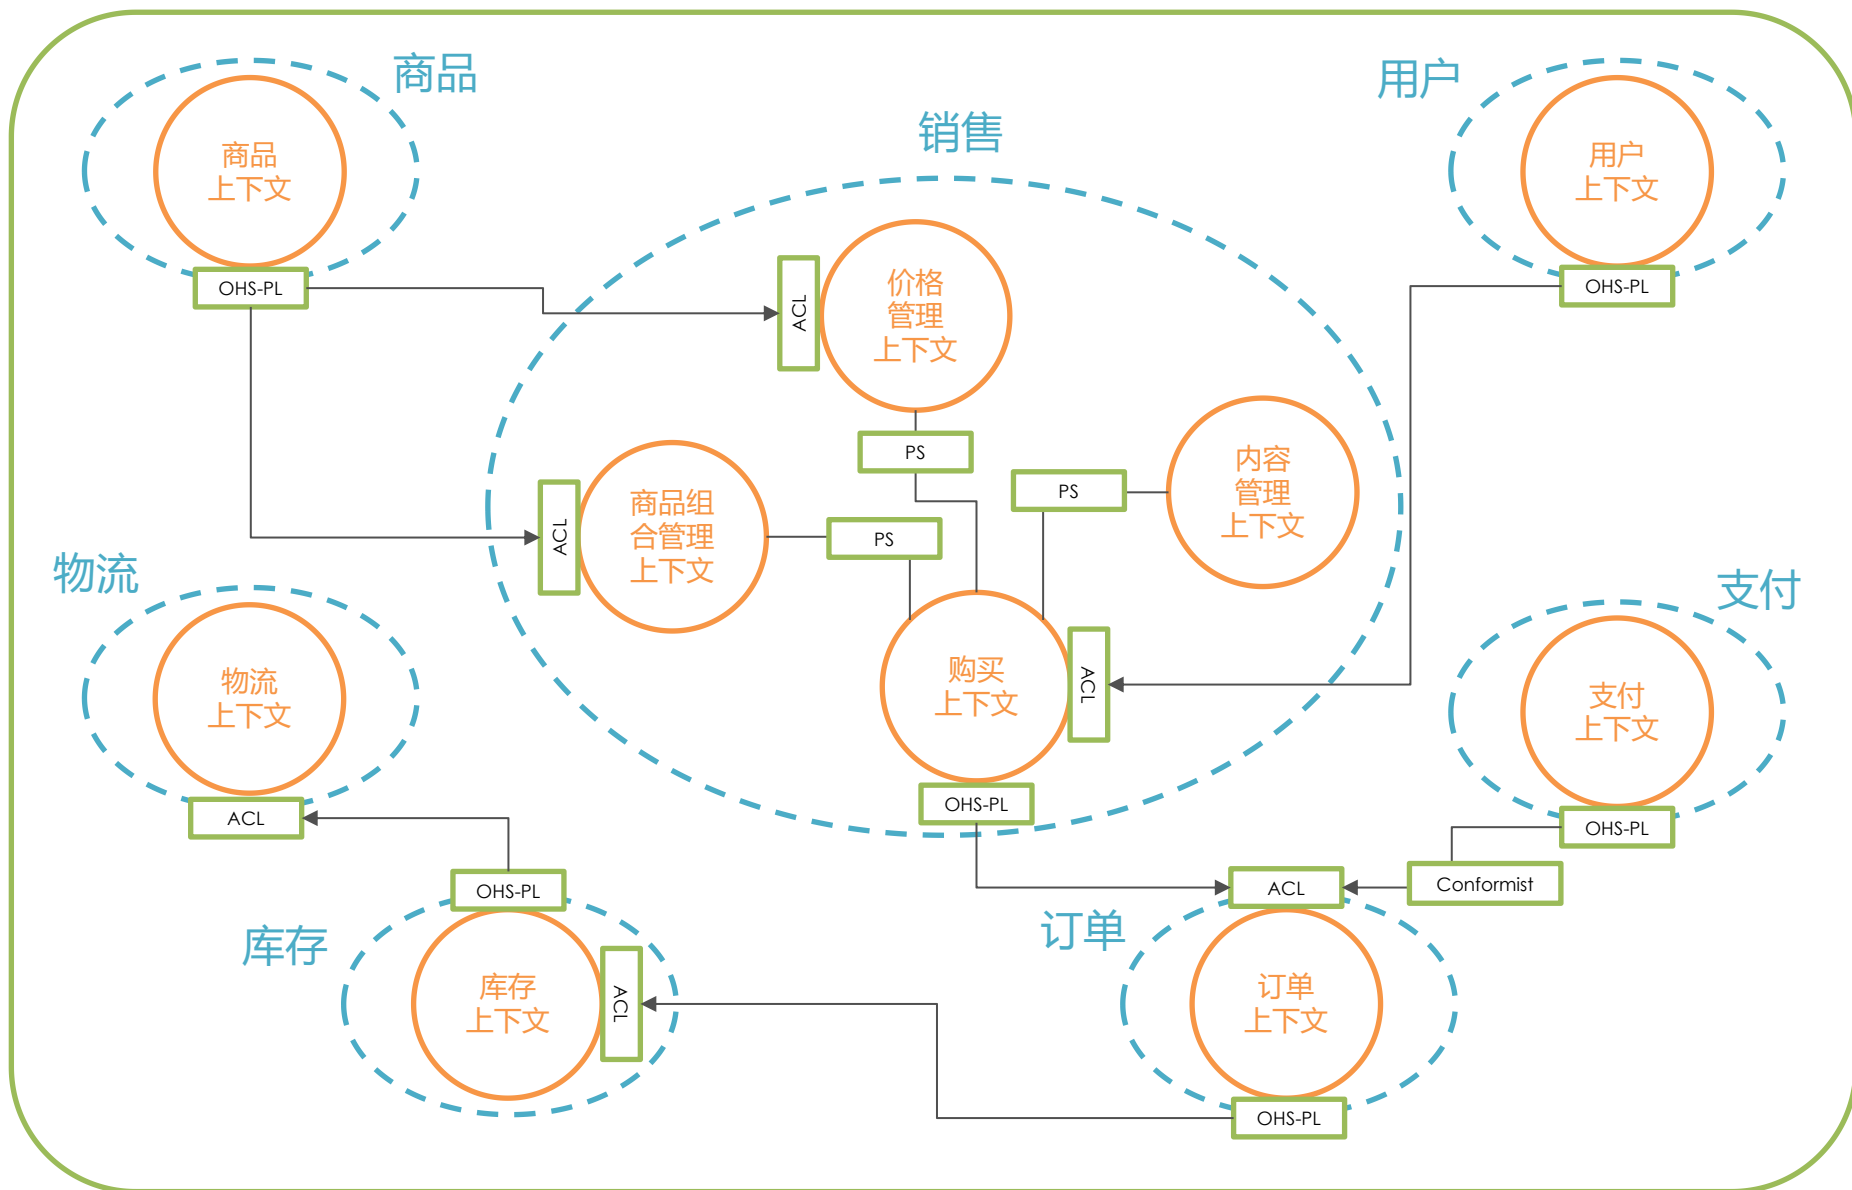 商品
用户
销售
商品
上下文
用户
上下文
OHS-PL
OHS-PL
价格
管理
上下文
ACL
PS
内容
管理
上下文
PS
商品组
合管理
上下文
ACL
PS
物流
支付
物流
上下文
购买
上下文
ACL
支付
上下文
OHS-PL
ACL
OHS-PL
OHS-PL
ACL
Conformist
库存
订单
库存
上下文
ACL
订单
上下文
OHS-PL